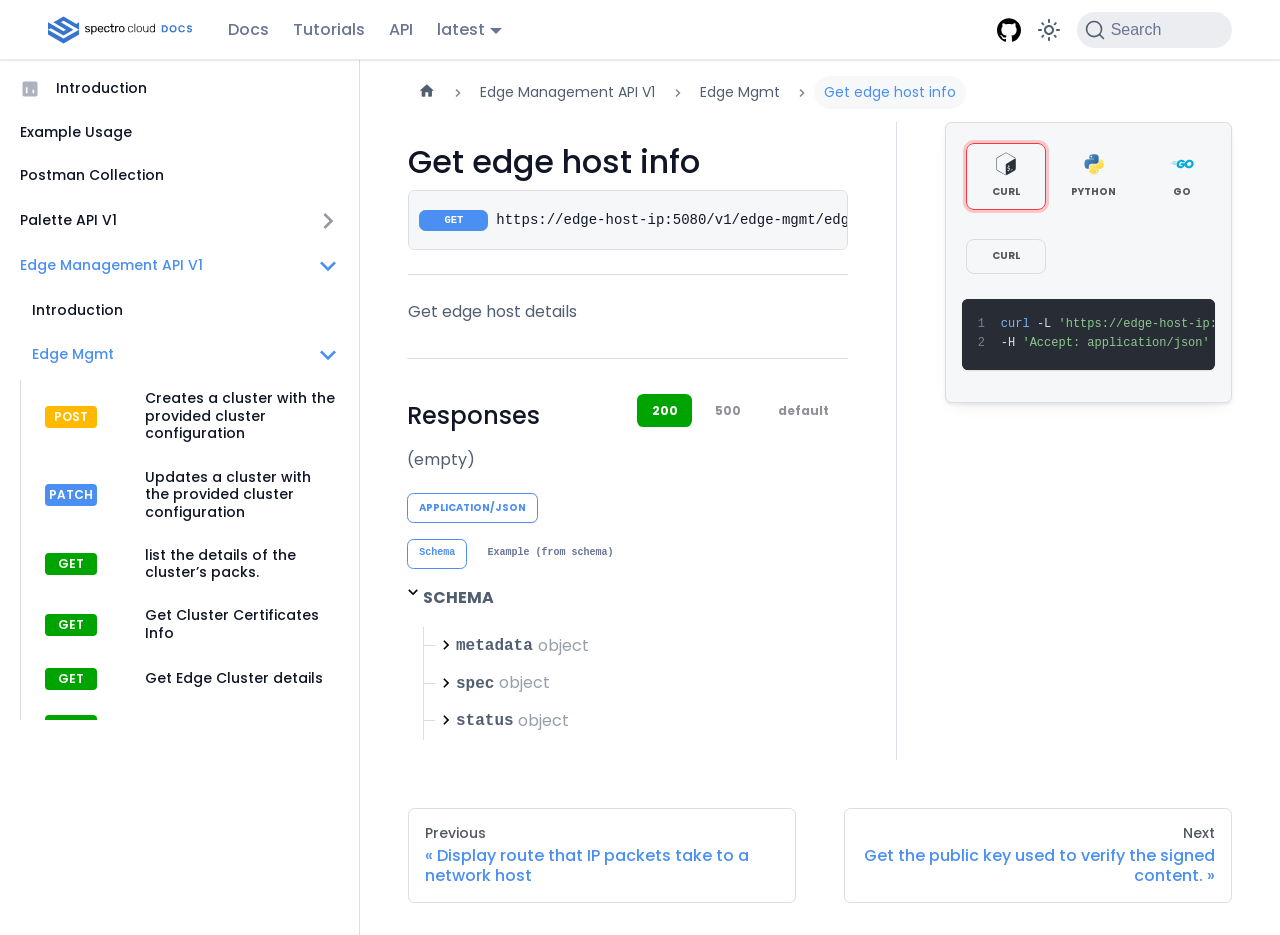 spectro cloud DOCS
Docs
Tutorials
API
latest
Search
Introduction
Example Usage
Postman Collection
Palette API V1
Edge Management API V1
Introduction
Edge Mgmt
POST
Creates a cluster with the
provided cluster
configuration
PATCH
Updates a cluster with
the provided cluster
configuration
GET
list the details of the
cluster’s packs.
GET
Get Cluster Certificates
Info
GET
Get Edge Cluster details
Edge Management API V1
Edge Mgmt
Get edge host info
Get edge host info
GET https://edge-host-ip:5080/v1/edge-mgmt/edg
Get edge host details
Responses
200
500
default
(empty)
APPLICATION/JSON
Schema
Example (from schema)
SCHEMA
metadata object
spec object
status object
CURL
PYTHON
GO
CURL
1 curl -L 'https://edge-host-ip:
2 -H 'Accept: application/json'
Previous
« Display route that IP packets take to a
network host
Next
Get the public key used to verify the signed
content. »